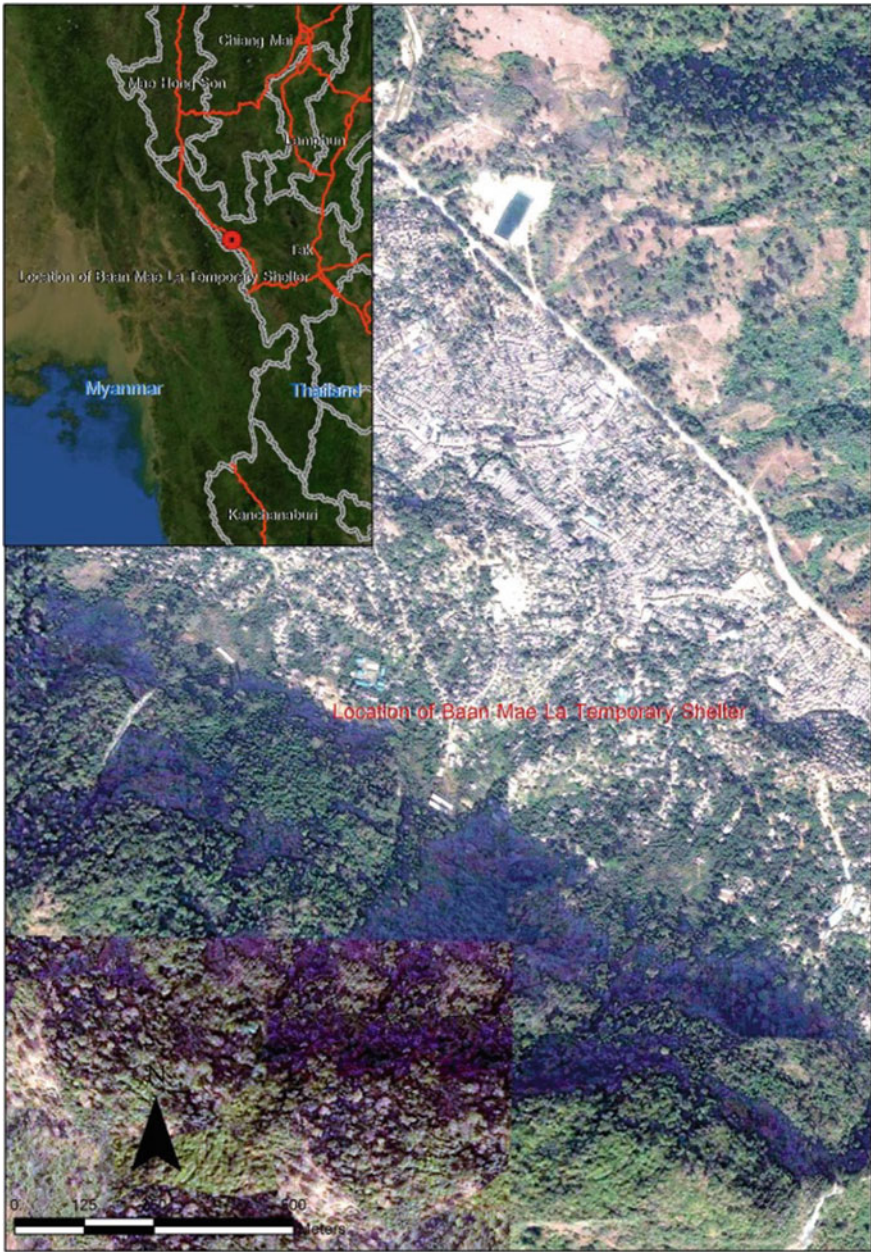 Chiang Mai
Mae Hong Son
Lamphun
Tak
Location of Baan Mae La Temporary Shelter
Myanmar Thailand
Kanchanaburi
Location of Baan Mae La Temporary Shelter
0 125
Meters